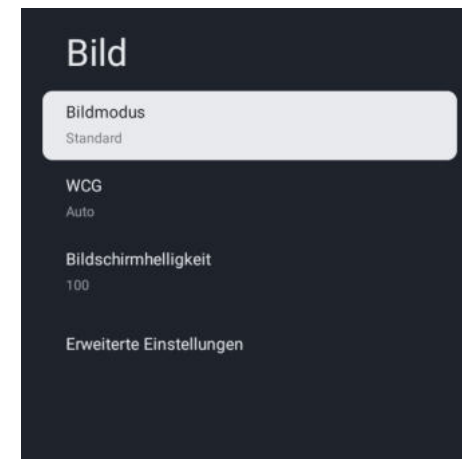 Bild
Bildmodus
Standard
WCG
Auto
Bildschirmhelligkeit
100
Erweiterte Einstellungen